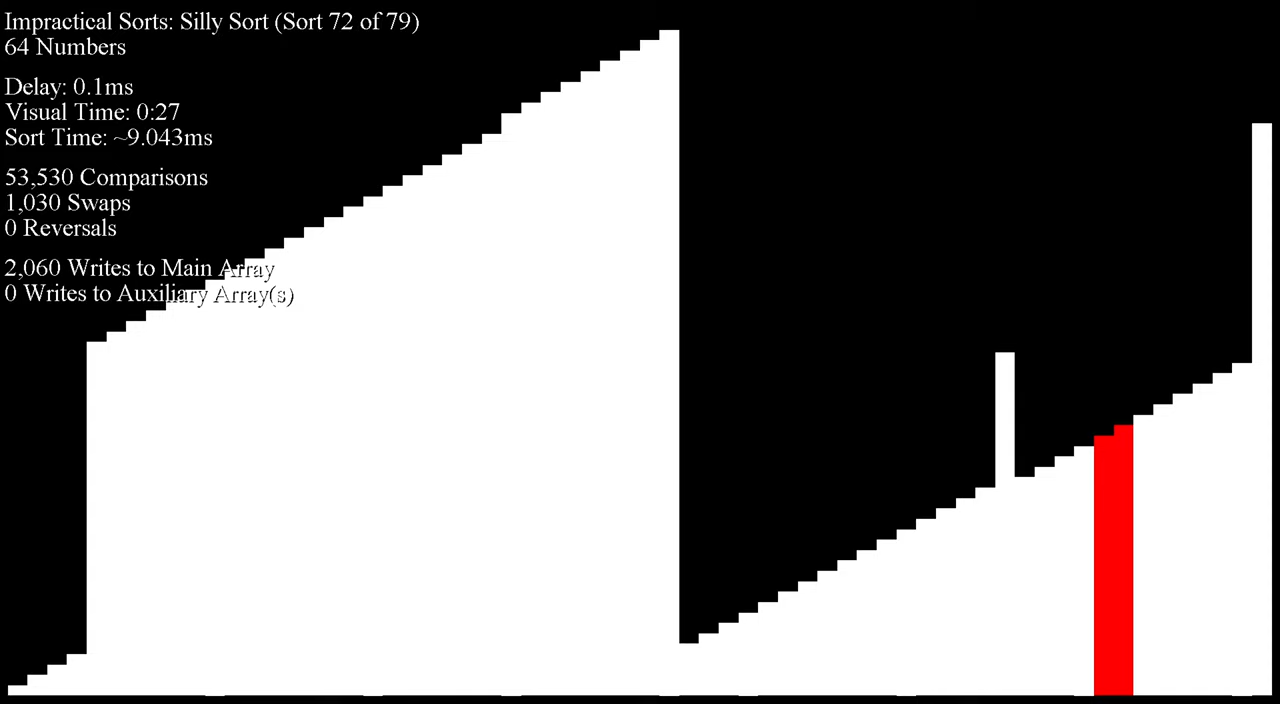 Impractical Sorts: Silly Sort (Sort 72 of 79)
64 Numbers
Delay: 0.1ms
Visual Time: 0:27
Sort Time: ~9.043ms
53,530 Comparisons
1,030 Swaps
0 Reversals
2,060 Writes to Main Array
0 Writes to Auxiliary Array(s)